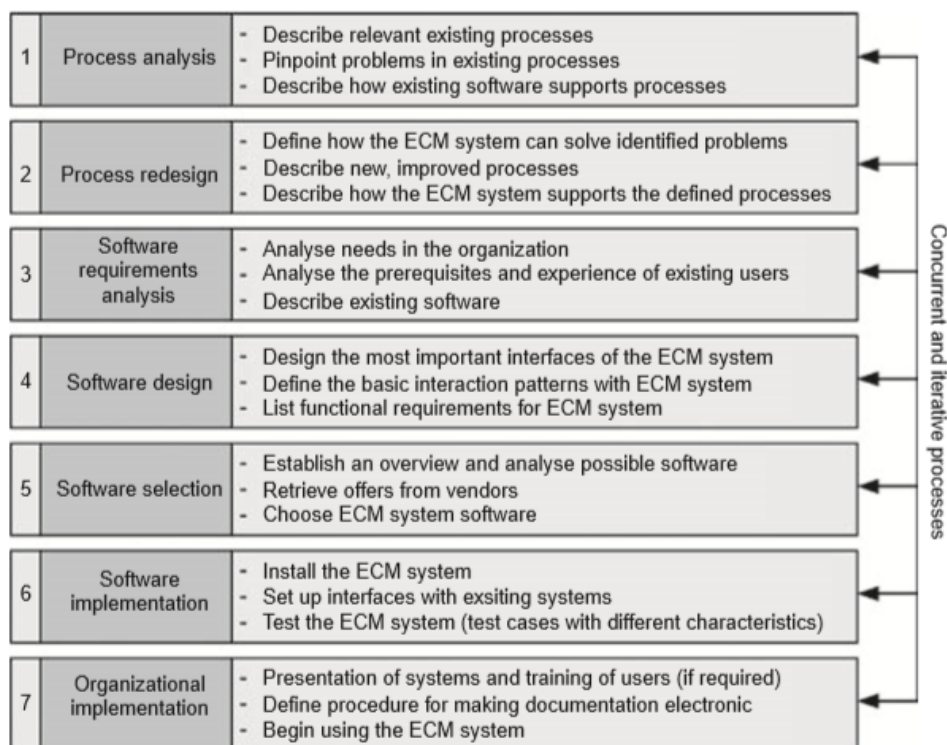 1
Process analysis
- Describe relevant existing processes
- Pinpoint problems in existing processes
- Describe how existing software supports processes
2
Process redesign
- Define how the ECM system can solve identified problems
- Describe new, improved processes
- Describe how the ECM system supports the defined processes
3
Software
requirements
analysis
- Analyse needs in the organization
- Analyse the prerequisites and experience of existing users
- Describe existing software
4
Software design
- Design the most important interfaces of the ECM system
- Define the basic interaction patterns with ECM system
- List functional requirements for ECM system
5
Software selection
- Establish an overview and analyse possible software
- Retrieve offers from vendors
- Choose ECM system software
6
Software
implementation
- Install the ECM system
- Set up interfaces with exsiting systems
- Test the ECM system (test cases with different characteristics)
7
Organizational
implementation
- Presentation of systems and training of users (if required)
- Define procedure for making documentation electronic
- Begin using the ECM system
Concurrent and iterative processes